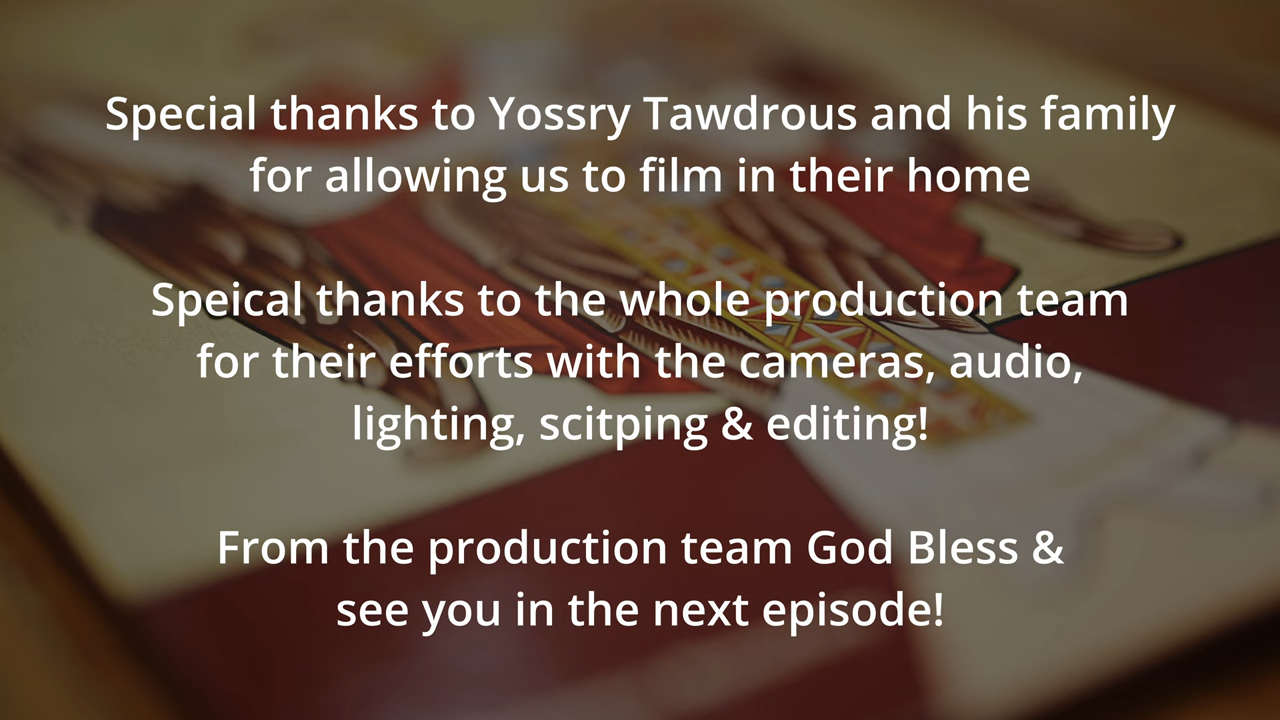 Special thanks to Yossry Tawdrous and his family
for allowing us to film in their home
Speical thanks to the whole production team
for their efforts with the cameras, audio,
lighting, scitping & editing!
From the production team God Bless &
see you in the next episode!